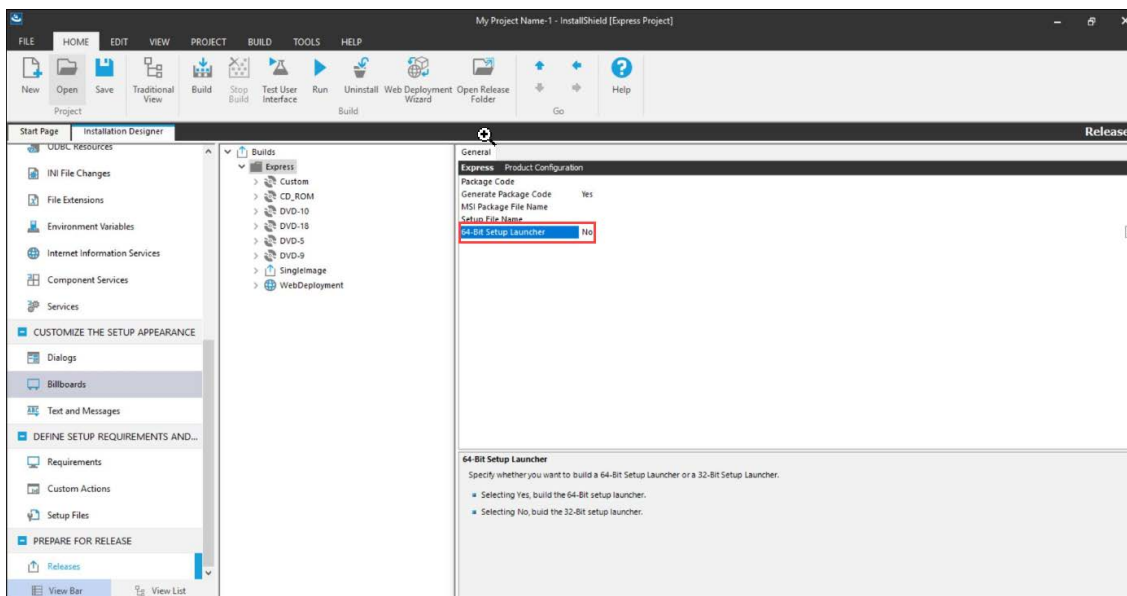 My Project Name-1 - InstallShield [Express Project]
FILE HOME EDIT VIEW PROJECT BUILD TOOLS HELP
New Open Save Traditional View Build Stop Build Test User Interface Run Uninstall Web Deployment Wizard Open Release Folder Help
Project Build Go
Start Page Installation Designer Release
ODBC Resources
INI File Changes
File Extensions
Environment Variables
Internet Information Services
Component Services
Services
CUSTOMIZE THE SETUP APPEARANCE
Dialogs
Billboards
Text and Messages
DEFINE SETUP REQUIREMENTS AND...
Requirements
Custom Actions
Setup Files
PREPARE FOR RELEASE
Releases
View Bar View List
Builds
Express
Custom
CD_ROM
DVD-10
DVD-18
DVD-5
DVD-9
SingleImage
WebDeployment
General
Express Product Configuration
Package Code
Generate Package Code Yes
MSI Package File Name
Setup File Name
64-Bit Setup Launcher No
64-Bit Setup Launcher
Specify whether you want to build a 64-Bit Setup Launcher or a 32-Bit Setup Launcher.
Selecting Yes, build the 64-Bit setup launcher.
Selecting No, buid the 32-Bit setup launcher.